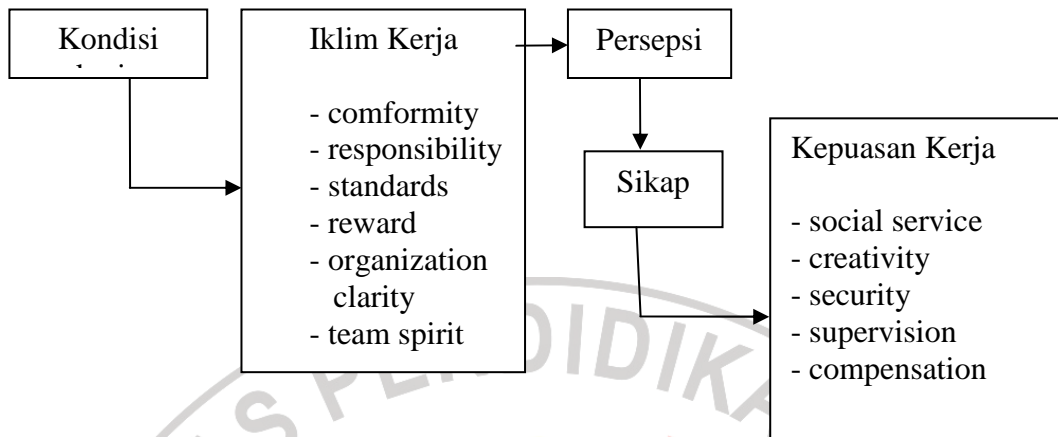 Kondisi
Iklim Kerja
- comformity
- responsibility
- standards
- reward
- organization
clarity
- team spirit
Persepsi
Sikap
Kepuasan Kerja
- social service
- creativity
- security
- supervision
- compensation
S PENDIDIKA